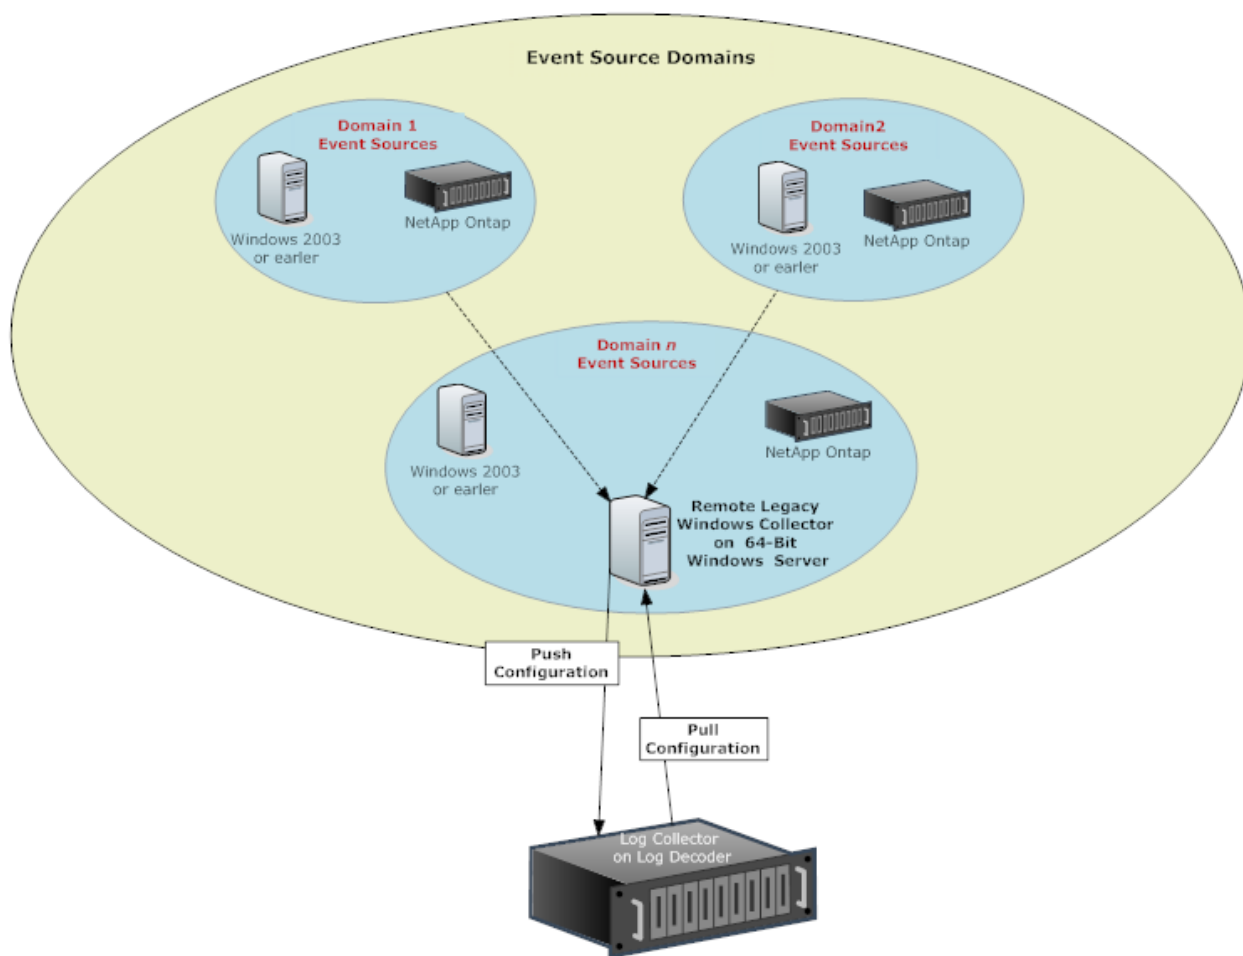 Event Source Domains
Domain 1
Event Sources
Windows 2003
or earler
NetApp Ontap
Domain2
Event Sources
Windows 2003
or earler
NetApp Ontap
Domain n
Event Sources
Windows 2003
or earler
NetApp Ontap
Remote Legacy
Windows Collector
on 64-Bit
Windows Server
Push
Configuration
Pull
Configuration
Log Collector
on Log Decoder